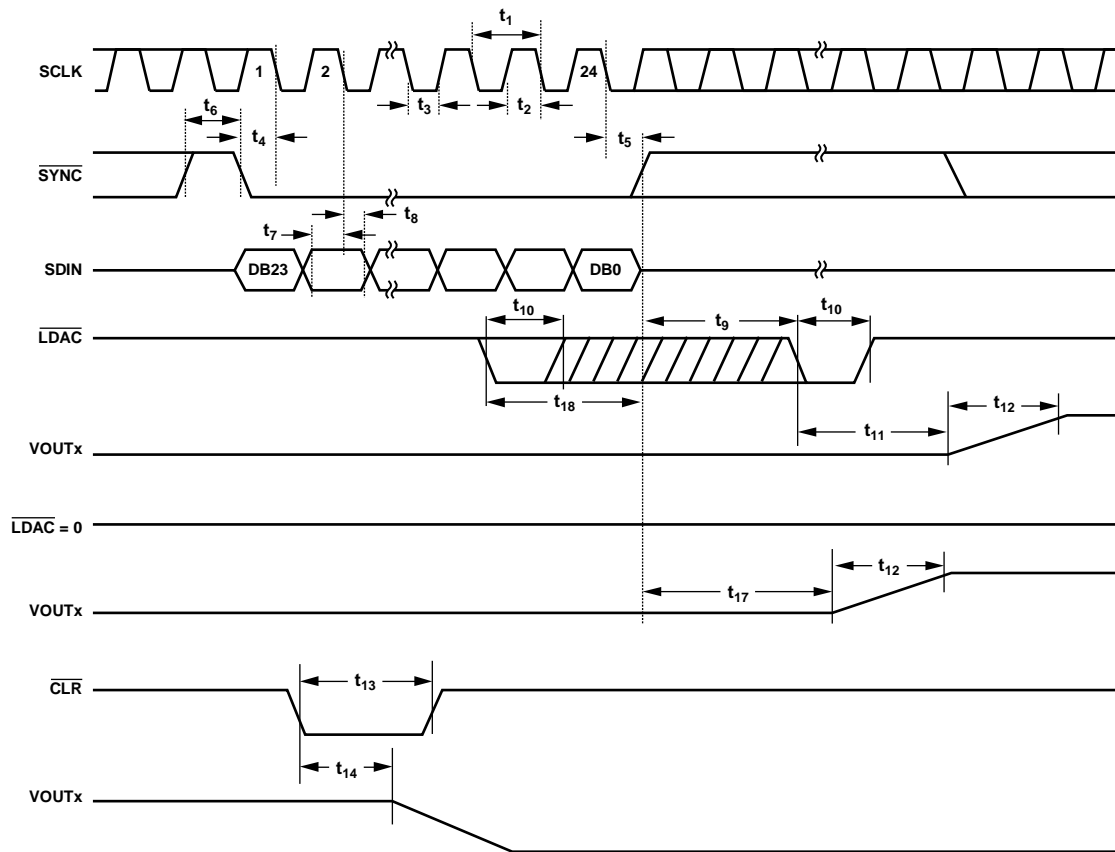 t1
SCLK
1
2
24
t6
t3
t2
t4
t5
SYNC
t8
t7
SDIN
DB23
DB0
t10
t9
t10
LDAC
t18
t12
t11
VOUTx
LDAC = 0
t12
t17
VOUTx
t13
CLR
t14
VOUTx